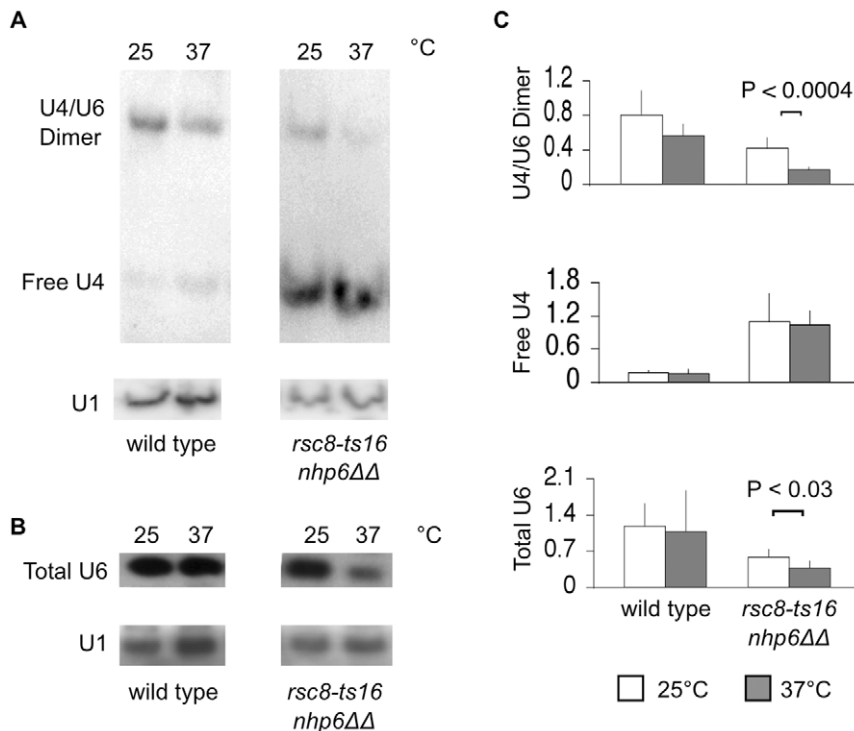 A
25 37 °C 25 37
U4/U6
Dimer
Free U4
U1
wild type
rsc8-ts16
nhp6ΔΔ
B
25 37 25 37 °C
Total U6
U1
wild type
rsc8-ts16
nhp6ΔΔ
C
U4/U6 Dimer
1.2
0.8
0.4
0
P < 0.0004
Free U4
1.8
1.2
0.6
0
Total U6
2.1
1.4
0.7
0
P < 0.03
wild type
rsc8-ts16
nhp6ΔΔ
25°C 37°C